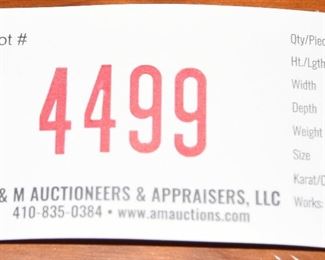 ot #
4499
& M AUCTIONEERS & APPRAISERS, LLC
410-835-0384 • www.amauctions.com
Qty/Piec
Ht./Lgth
Width
Depth
Weight
Size
Karat/C
Works: